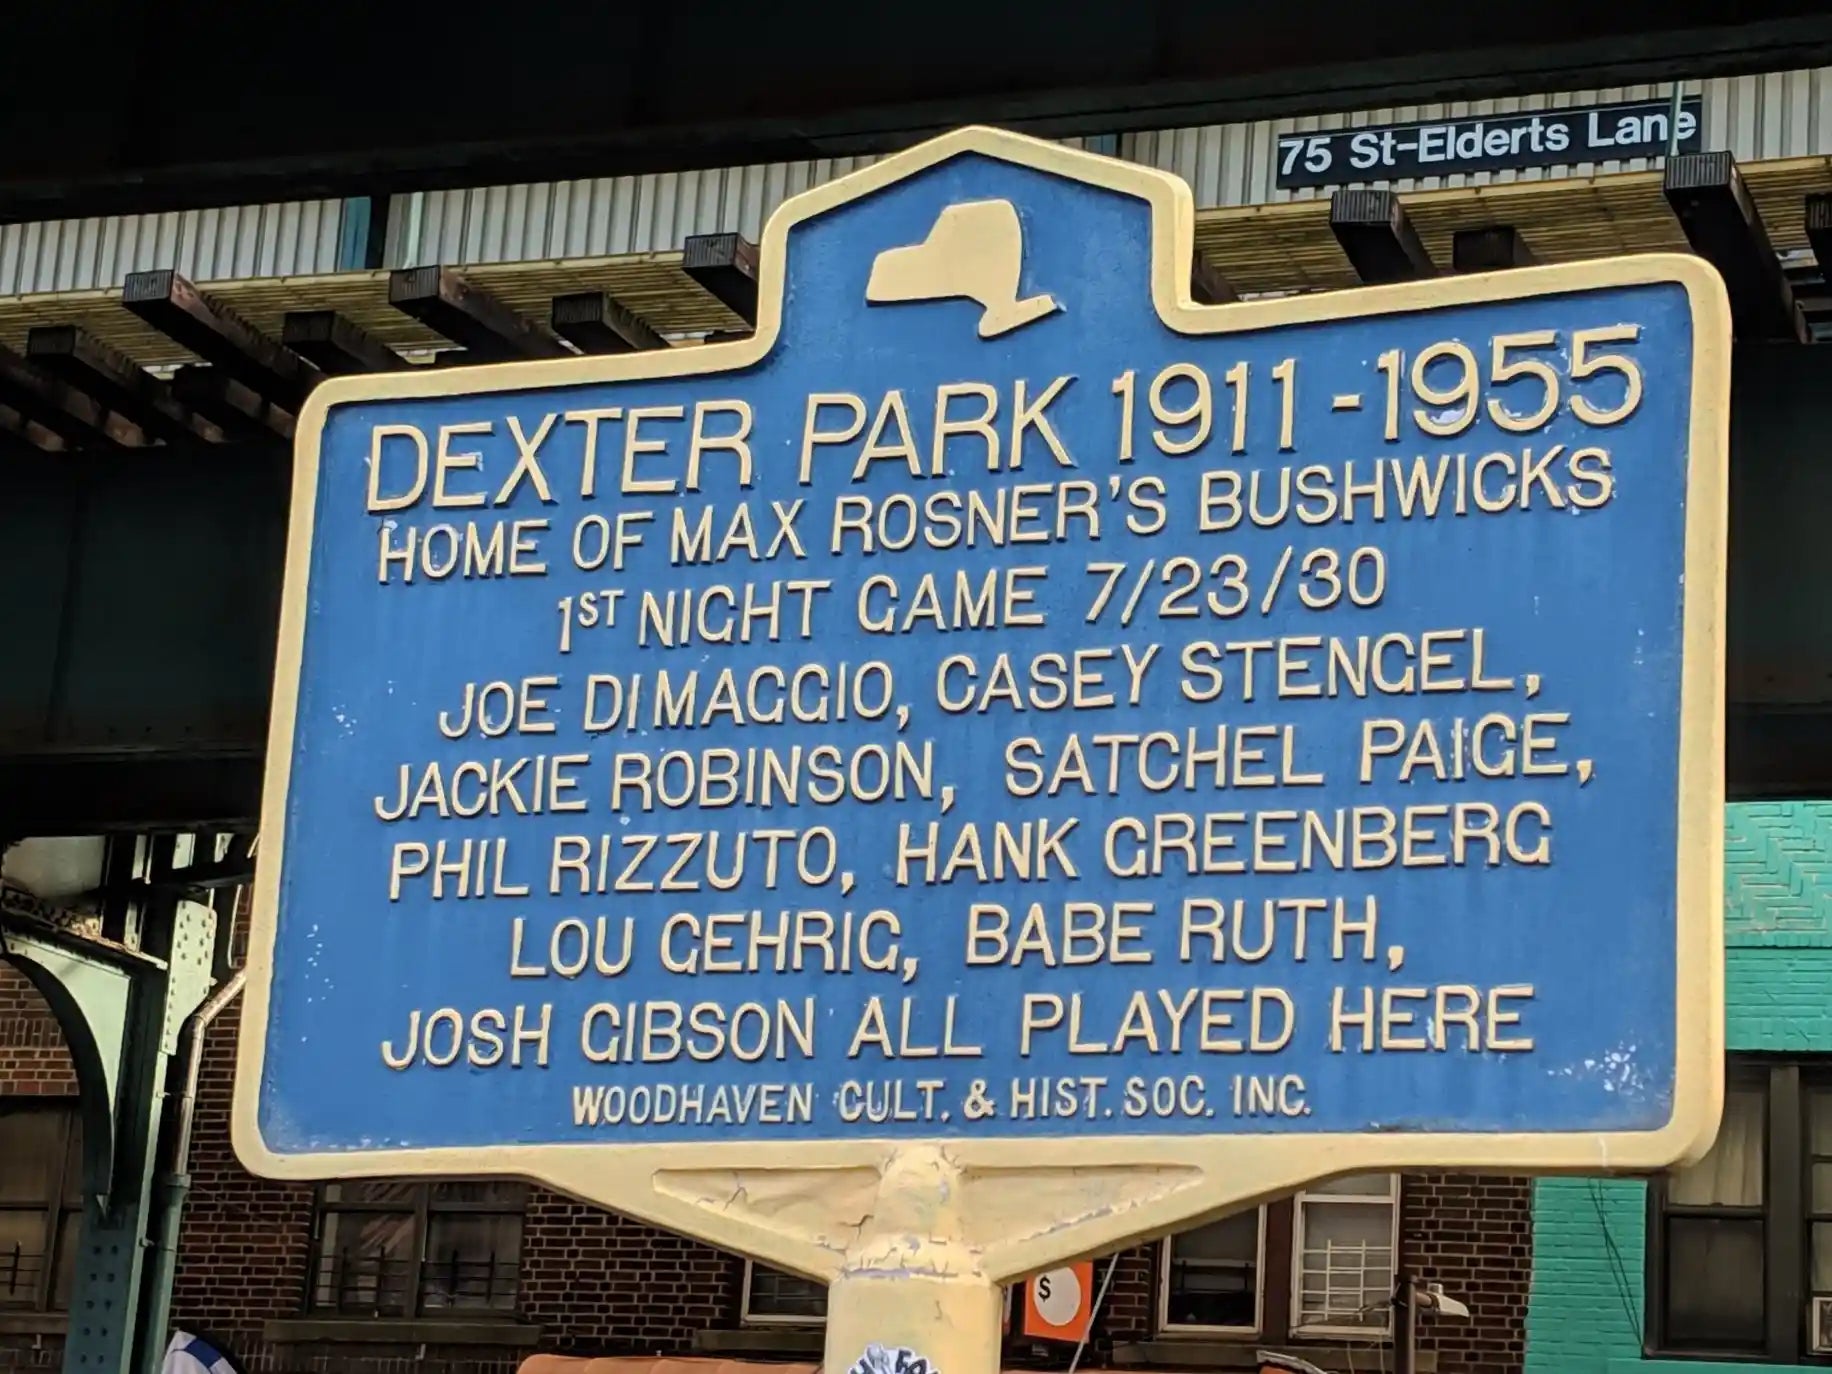 75 St-Elderts Lane
DEXTER PARK 1911-1955
HOME OF MAX ROSNER'S BUSHWICKS
1ST NIGHT GAME 7/23/30
JOE DIMAGGIO, CASEY STENGEL,
JACKIE ROBINSON, SATCHEL PAIGE,
PHIL RIZZUTO, HANK GREENBERG
LOU GEHRIG, BABE RUTH,
JOSH GIBSON ALL PLAYED HERE
WOODHAVEN CULT. & HIST. SOC. INC.
$